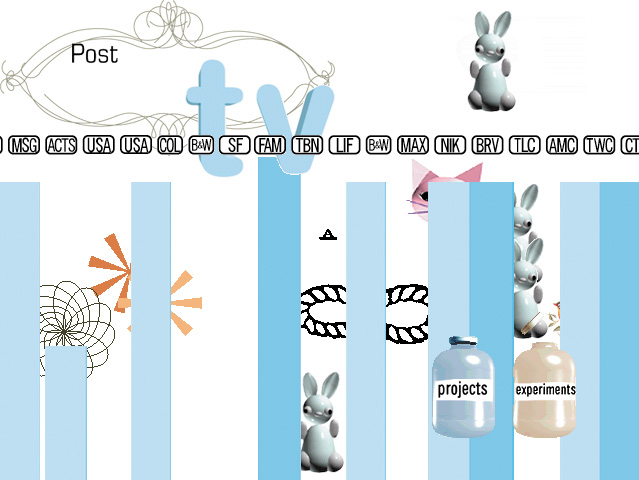 Post
tv
MSG ACTS USA USA COL B&W SF FAM TBN LIF B&W MAX NIK BRV TLC AMC TWC CT
A
projects experiments